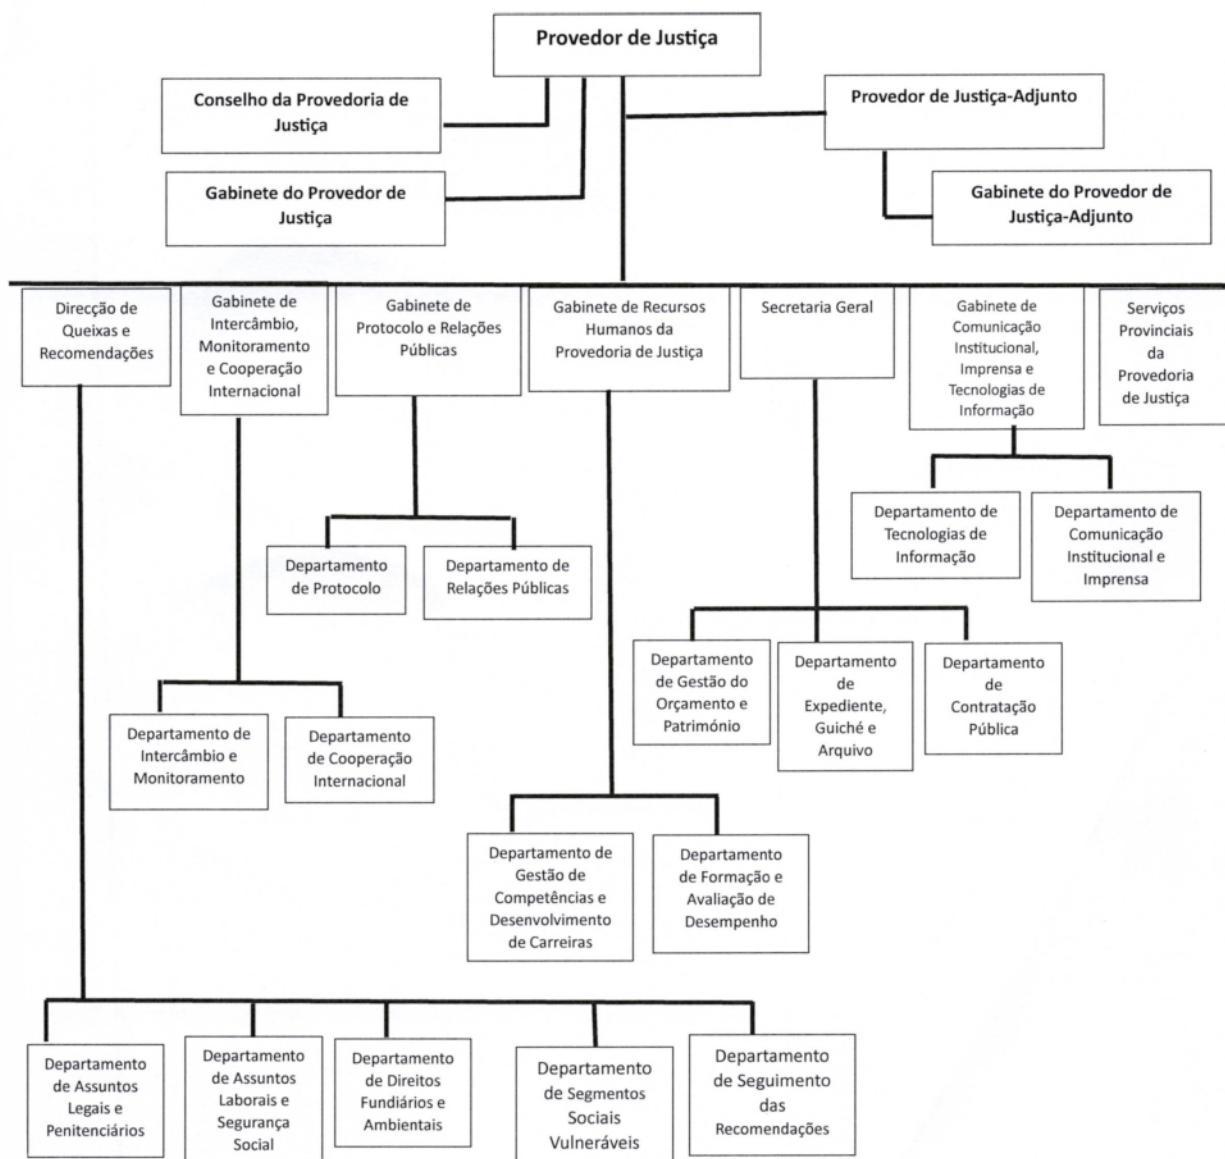 Provedor de Justiça
Conselho da Provedoria de
Justiça
Provedor de Justiça-Adjunto
Gabinete do Provedor de
Justiça
Gabinete do Provedor de
Justiça-Adjunto
Direcção de
Queixas e
Recomendações
Gabinete de
Intercâmbio,
Monitoramento
e Cooperação
Internacional
Gabinete de
Protocolo e Relações
Públicas
Gabinete de Recursos
Humanos da
Provedoria de Justiça
Secretaria Geral
Gabinete de
Comunicação
Institucional,
Imprensa e
Tecnologias de
Informação
Serviços
Provinciais
da
Provedoria
de Justiça
Departamento de
Tecnologias de
Informação
Departamento de
Comunicação
Institucional e
Imprensa
Departamento
de Protocolo
Departamento de
Relações Públicas
Departamento
de Gestão do
Orçamento e
Património
Departamento
de
Expediente,
Guiché e
Arquivo
Departamento
de
Contratação
Pública
Departamento de
Intercâmbio e
Monitoramento
Departamento
de Cooperação
Internacional
Departamento de
Gestão de
Competências e
Desenvolvimento
de Carreiras
Departamento
de Formação e
Avaliação de
Desempenho
Departamento
de Assuntos
Legais e
Penitenciários
Departamento
de Assuntos
Laborais e
Segurança
Social
Departamento
de Direitos
Fundiários e
Ambientais
Departamento
de Segmentos
Sociais
Vulneráveis
Departamento
de Seguimento
das
Recomendações